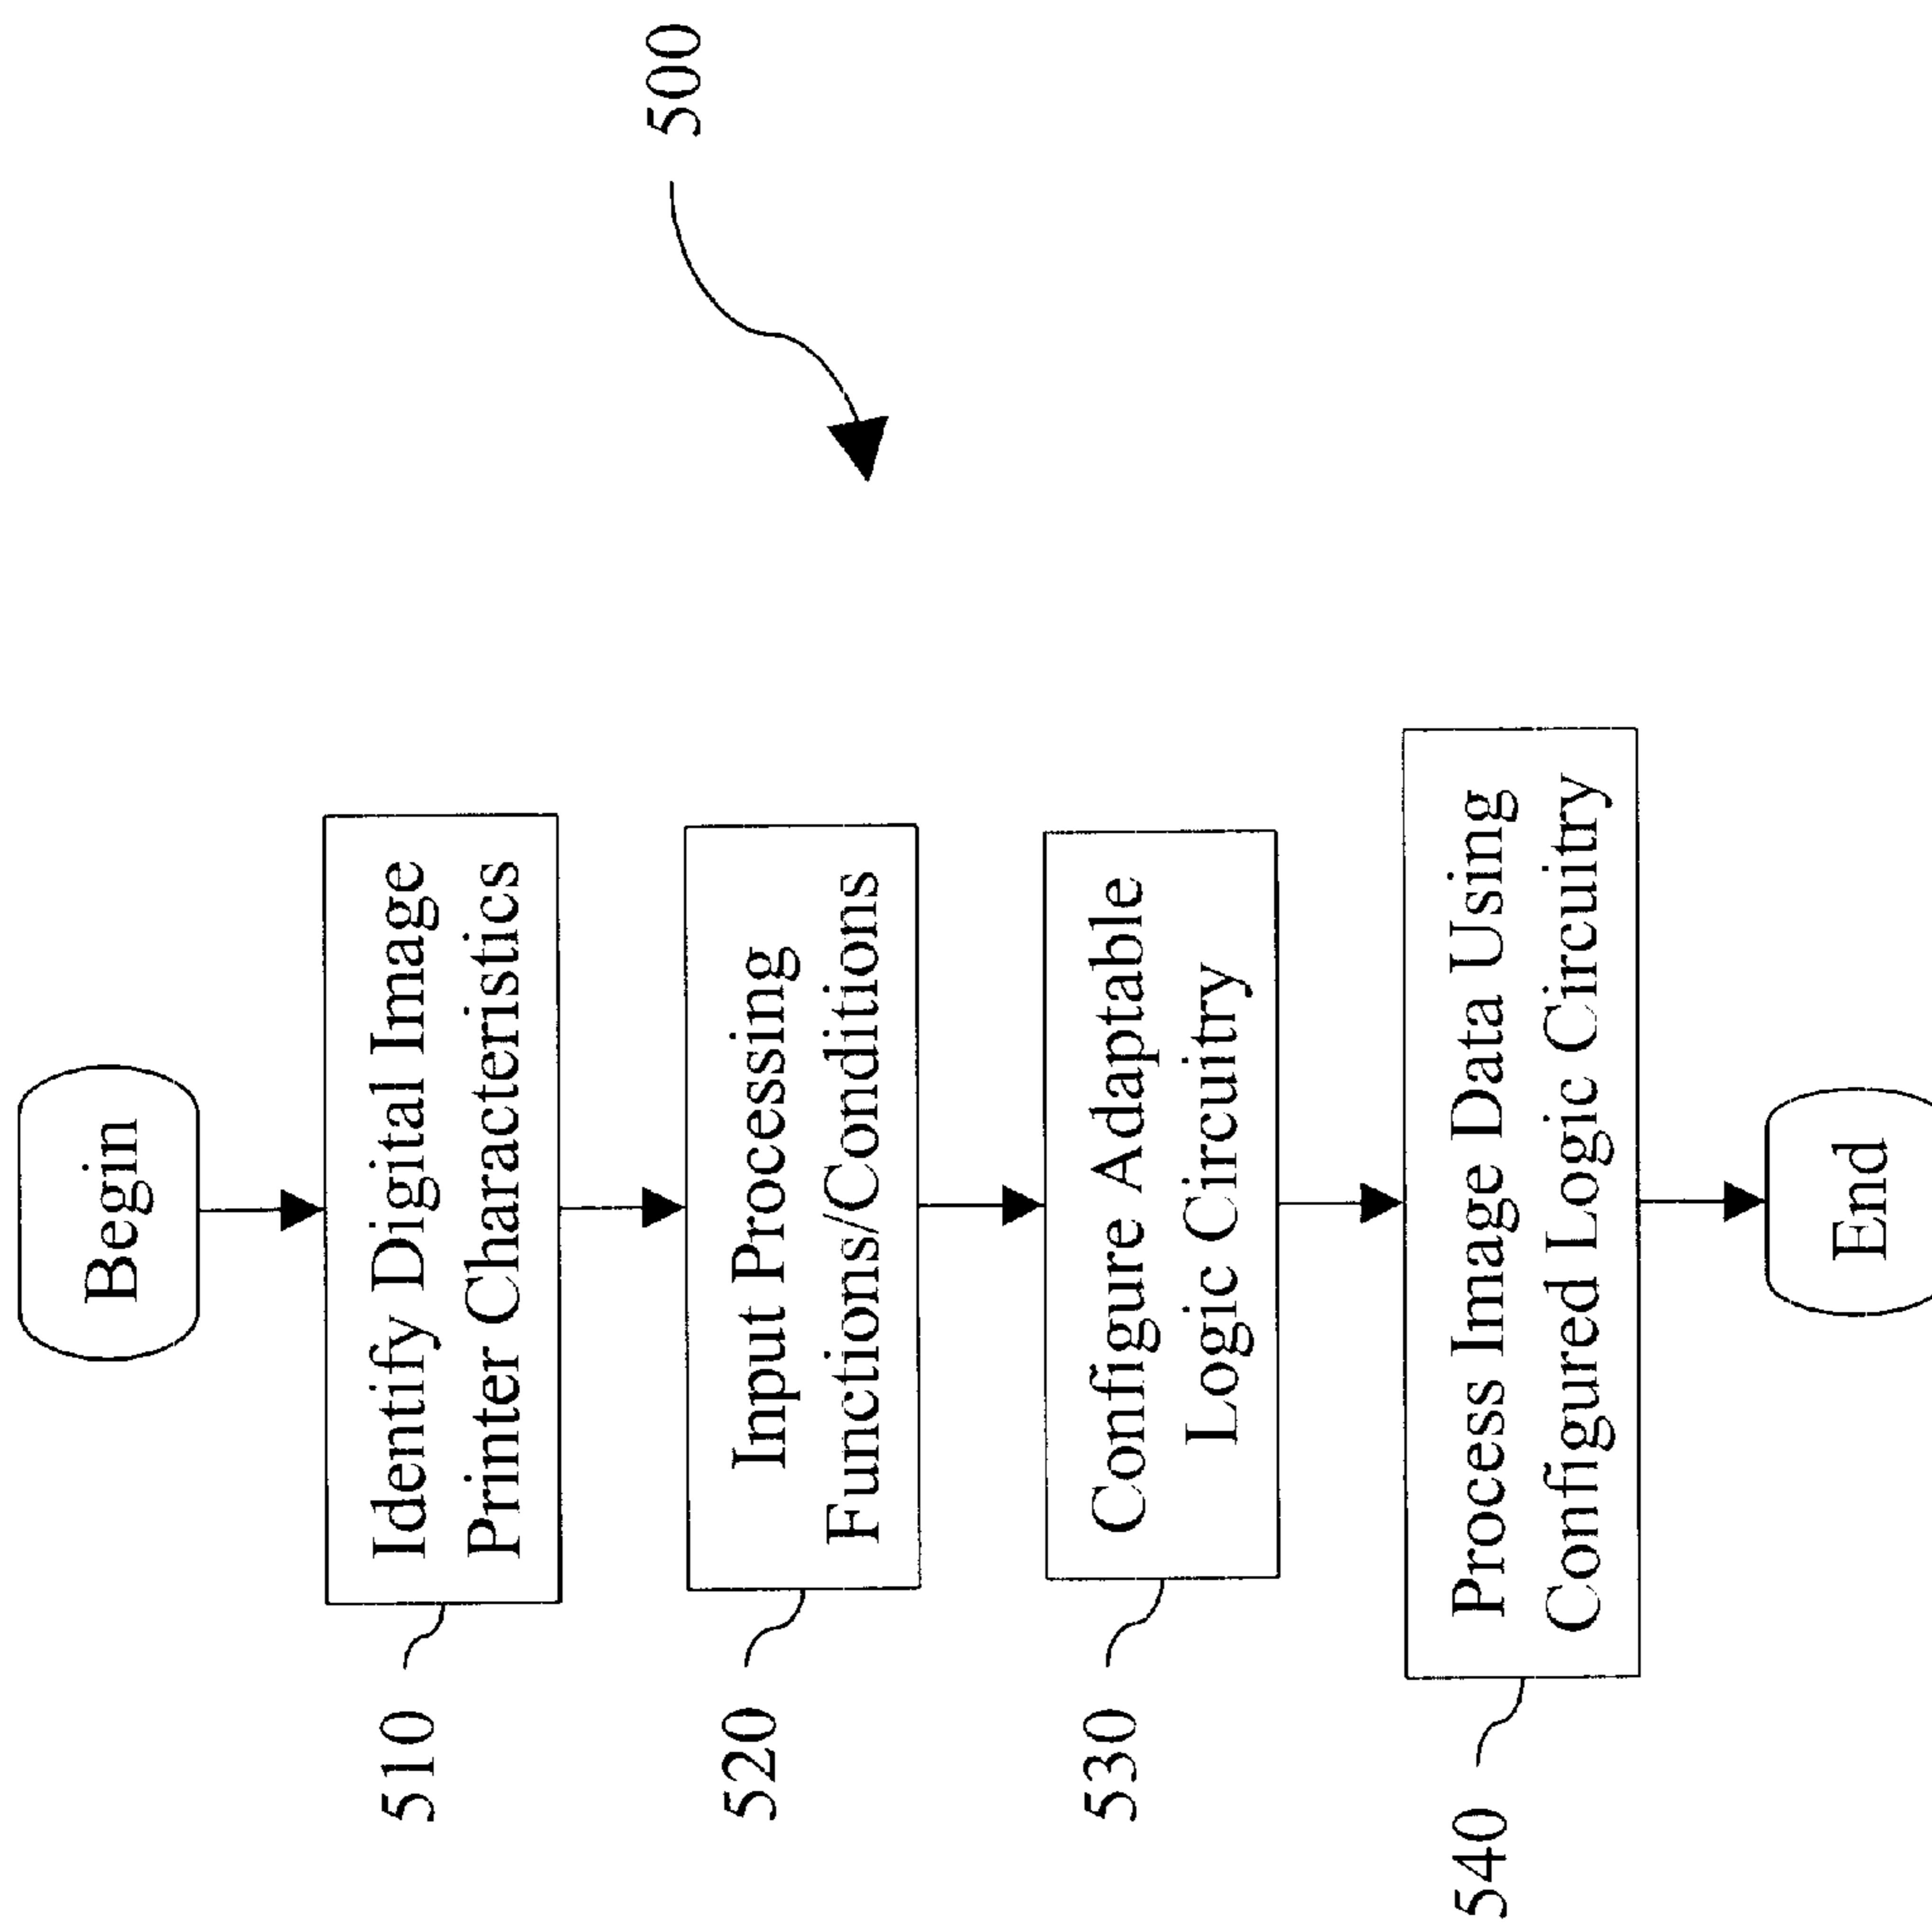 500
Begin
510
Identify Digital Image
Printer Characteristics
520
Input Processing
Functions/Conditions
530
Configure Adaptable
Logic Circuitry
540
Process Image Data Using
Configured Logic Circuitry
End